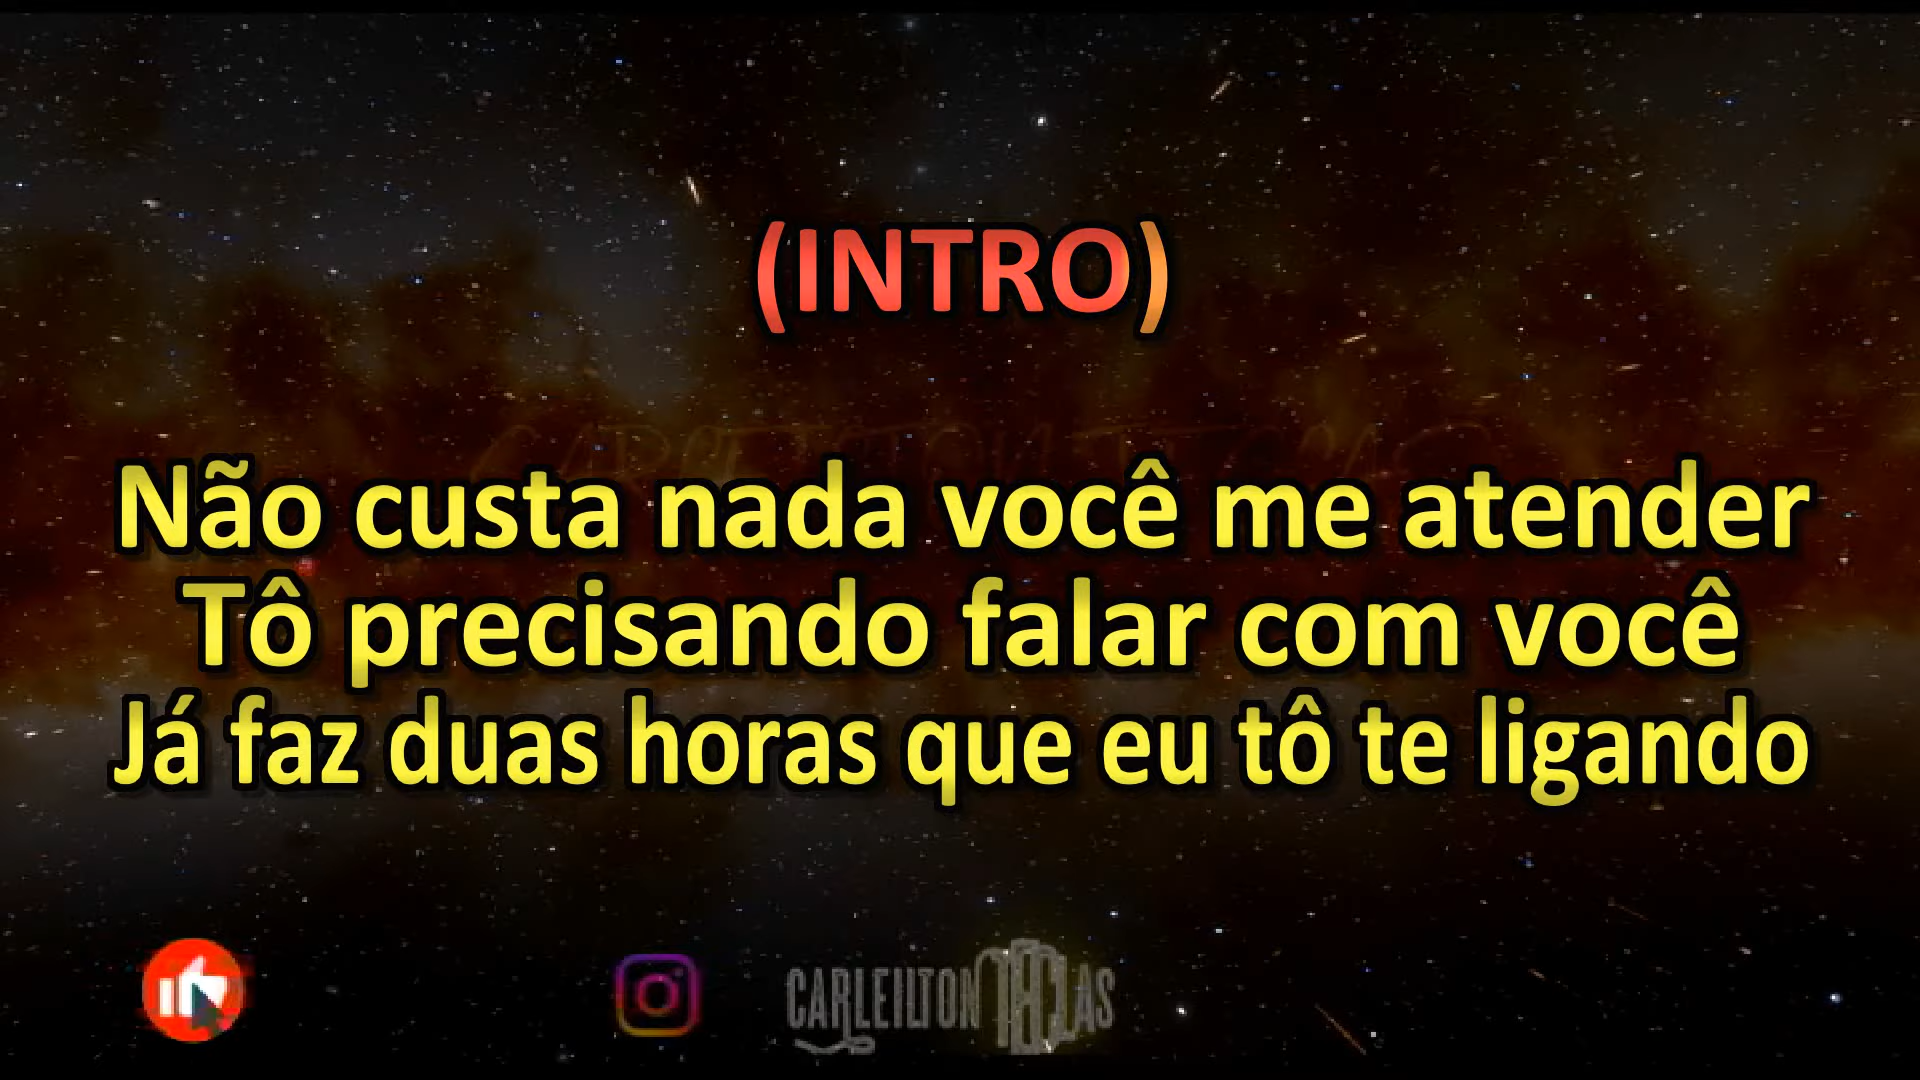 (INTRO)
Não custa nada você me atender
Tô precisando falar com você
Já faz duas horas que eu tô te ligando
CARLEILTON TECLAS